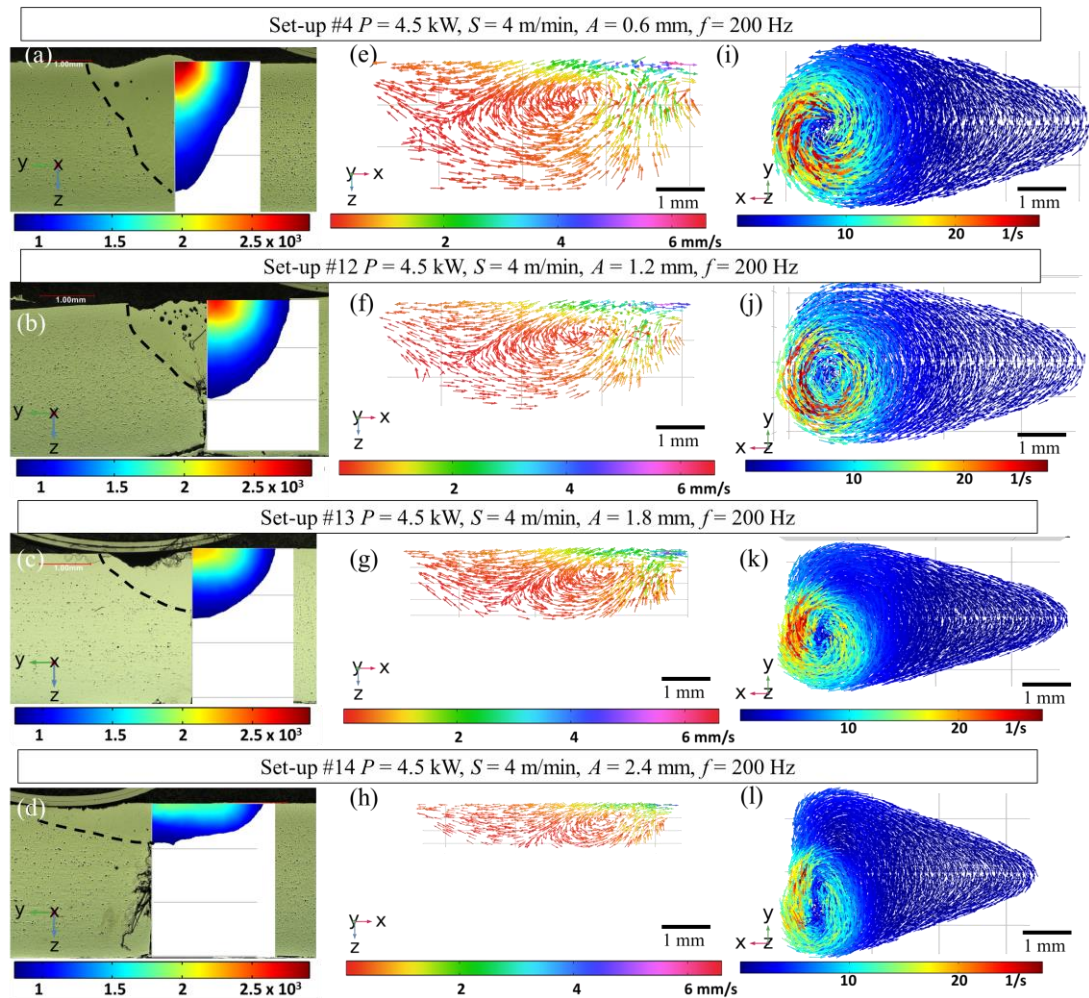 Set-up #4 P = 4.5 kW, S = 4 m/min, A = 0.6 mm, f = 200 Hz
(a) (e) (i)
1.00mm
y x z
y x z
y x z
1 mm
1 mm
1 1.5 2 2.5 x 10³
2 4 6 mm/s
10 20 1/s
Set-up #12 P = 4.5 kW, S = 4 m/min, A = 1.2 mm, f = 200 Hz
(b) (f) (j)
1.00mm
y x z
y x z
y x z
1 mm
1 mm
1 1.5 2 2.5 x 10³
2 4 6 mm/s
10 20 1/s
Set-up #13 P = 4.5 kW, S = 4 m/min, A = 1.8 mm, f = 200 Hz
(c) (g) (k)
1.00mm
y x z
y x z
y x z
1 mm
1 mm
1 1.5 2 2.5 x 10³
2 4 6 mm/s
10 20 1/s
Set-up #14 P = 4.5 kW, S = 4 m/min, A = 2.4 mm, f = 200 Hz
(d) (h) (l)
y x z
y x z
y x z
1 mm
1 mm
1 1.5 2 2.5 x 10³
2 4 6 mm/s
10 20 1/s